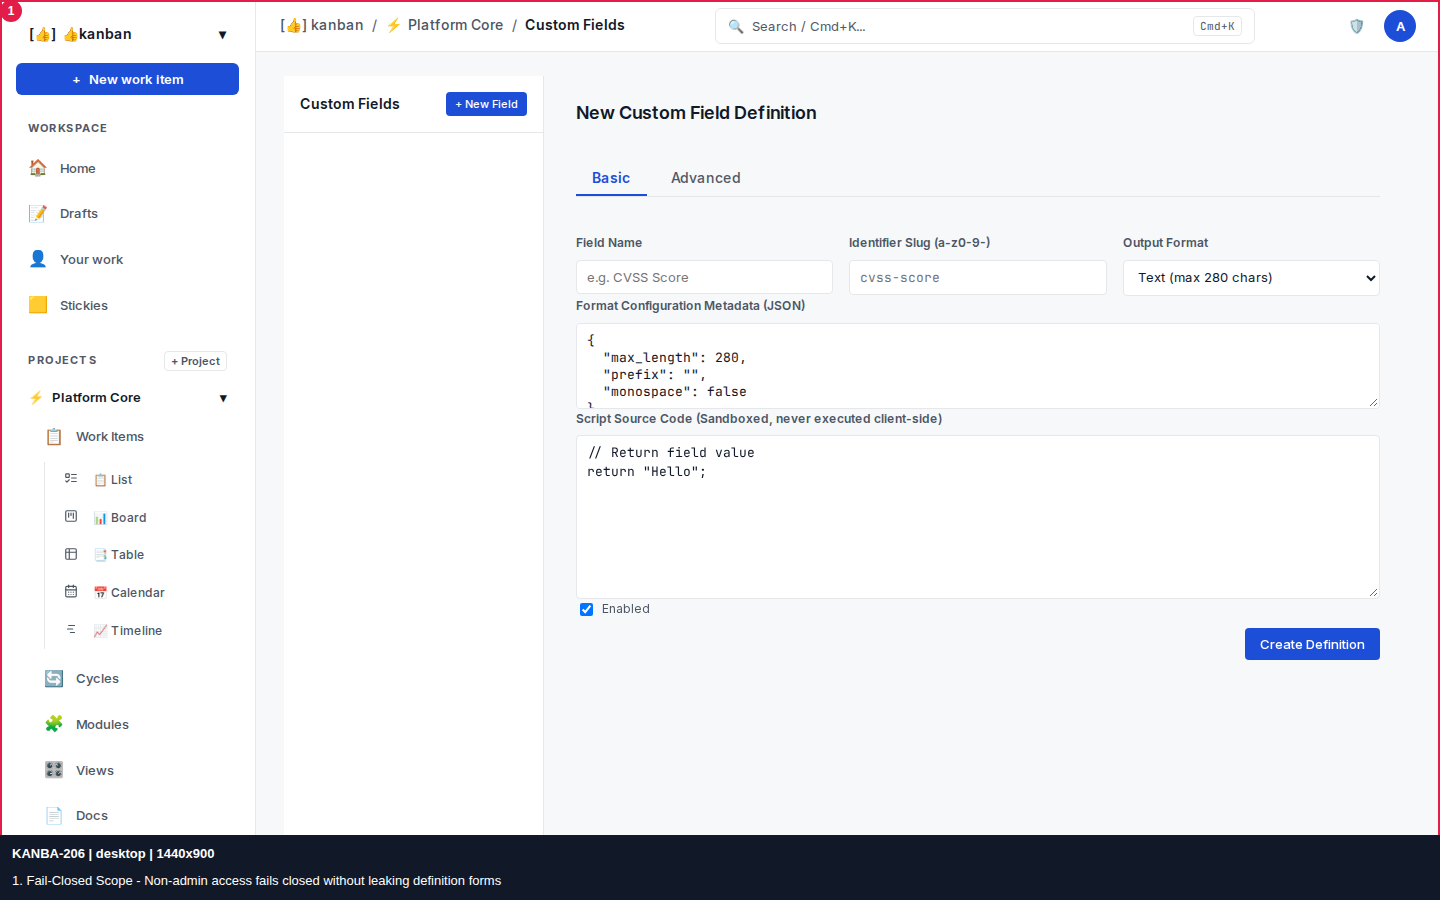 1
[👍] 👍kanban ▼
+ New work item
WORKSPACE
Home
Drafts
Your work
Stickies
PROJECTS
+ Project
⚡ Platform Core ▼
Work Items
List
Board
Table
Calendar
Timeline
Cycles
Modules
Views
Docs
[👍] kanban / ⚡ Platform Core / Custom Fields
Search / Cmd+K...
Cmd+K
A
Custom Fields
+ New Field
New Custom Field Definition
Basic
Advanced
Field Name
Identifier Slug (a-z0-9-)
Output Format
e.g. CVSS Score
cvss-score
Text (max 280 chars)
Format Configuration Metadata (JSON)
{
"max_length": 280,
"prefix": "",
"monospace": false
}
Script Source Code (Sandboxed, never executed client-side)
// Return field value
return "Hello";
Enabled
Create Definition
KANBA-206 | desktop | 1440x900
1. Fail-Closed Scope - Non-admin access fails closed without leaking definition forms